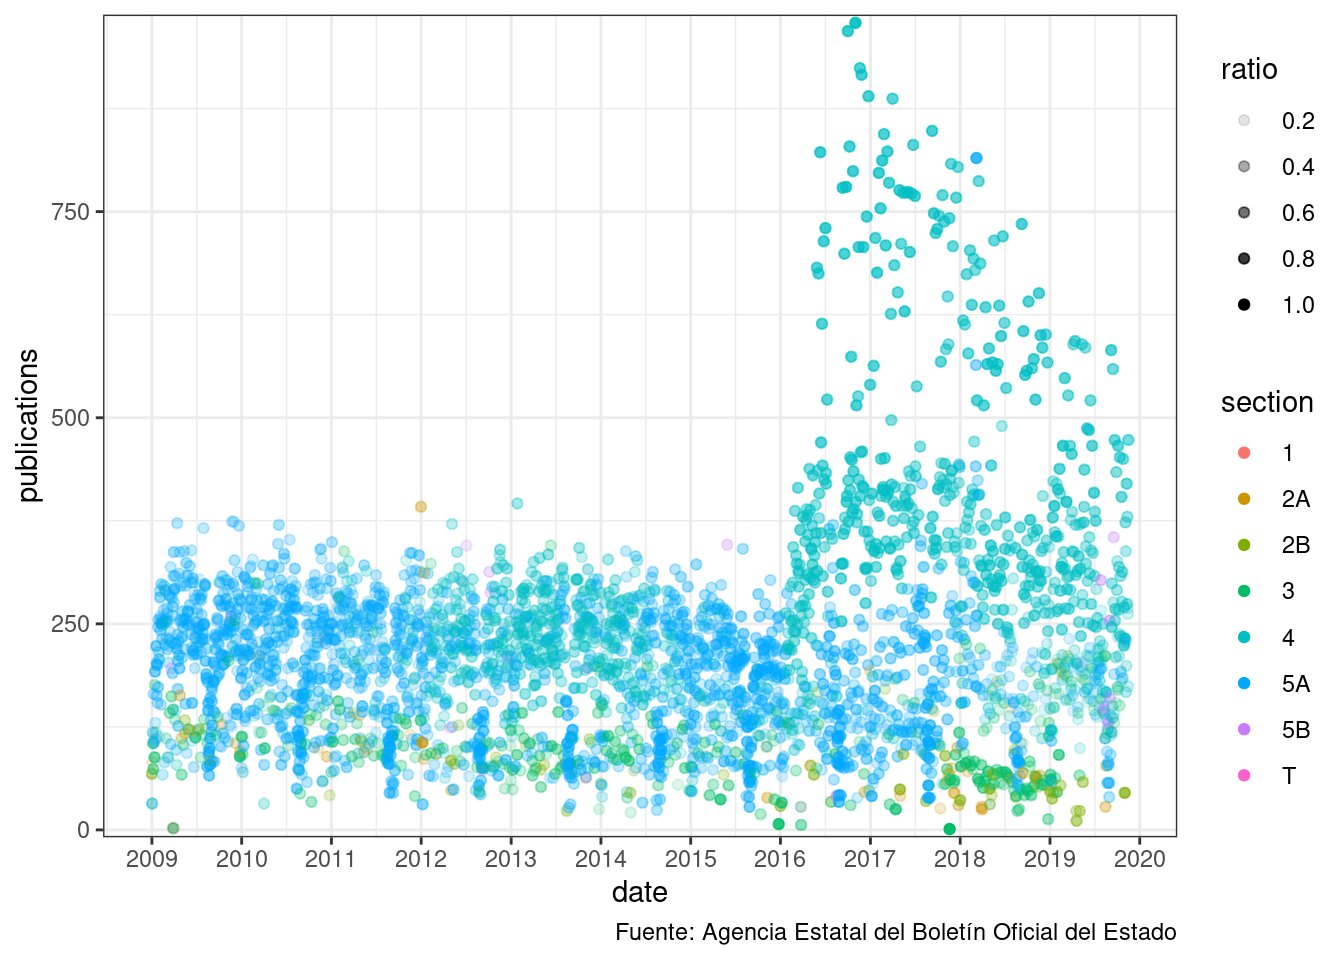 publications
750
500
250
0
2009 2010 2011 2012 2013 2014 2015 2016 2017 2018 2019 2020
date
Fuente: Agencia Estatal del Boletín Oficial del Estado
ratio
0.2
0.4
0.6
0.8
1.0
section
1
2A
2B
3
4
5A
5B
T